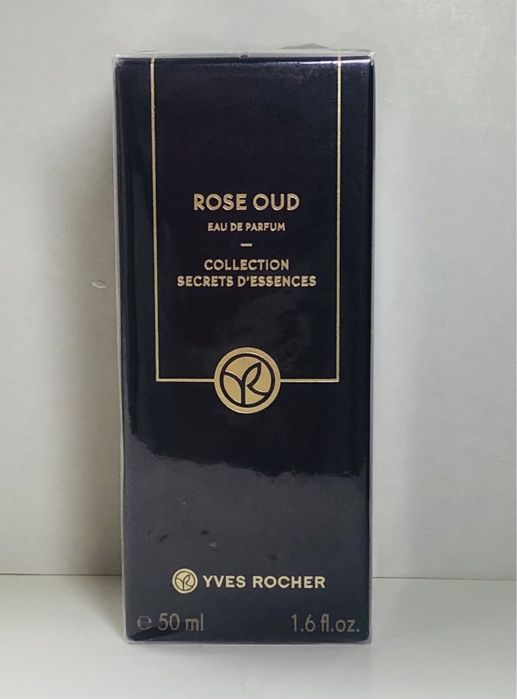 ROSE OUD
EAU DE PARFUM
COLLECTION
SECRETS D'ESSENCES
YVES ROCHER
℮ 50 ml 1.6 fl.oz.